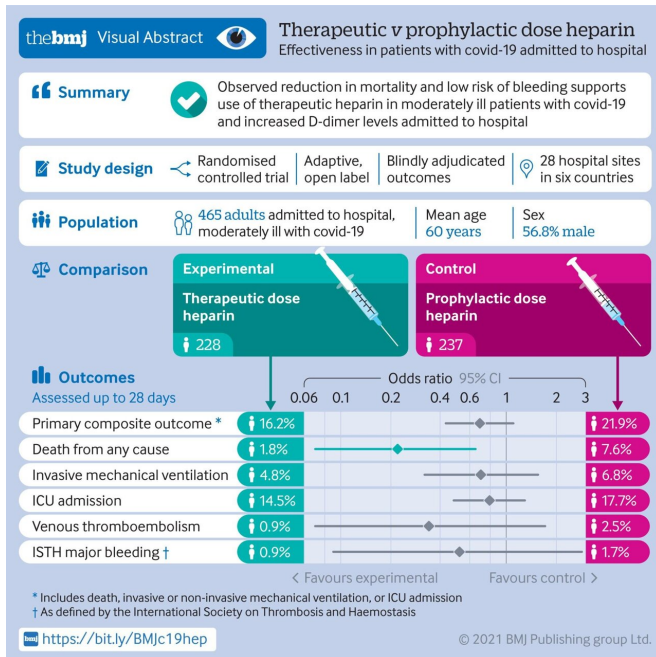 thebmj Visual Abstract
Therapeutic v prophylactic dose heparin
Effectiveness in patients with covid-19 admitted to hospital
Summary
Observed reduction in mortality and low risk of bleeding supports
use of therapeutic heparin in moderately ill patients with covid-19
and increased D-dimer levels admitted to hospital
Study design
Randomised
controlled trial
Adaptive,
open label
Blindly adjudicated
outcomes
28 hospital sites
in six countries
Population
465 adults admitted to hospital,
moderately ill with covid-19
Mean age
60 years
Sex
56.8% male
Comparison
Experimental
Therapeutic dose
heparin
228
Control
Prophylactic dose
heparin
237
Outcomes
Assessed up to 28 days
Odds ratio 95% CI
0.06 0.1 0.2 0.4 0.6 1 2 3
Primary composite outcome * 16.2% 21.9%
Death from any cause 1.8% 7.6%
Invasive mechanical ventilation 4.8% 6.8%
ICU admission 14.5% 17.7%
Venous thromboembolism 0.9% 2.5%
ISTH major bleeding † 0.9% 1.7%
< Favours experimental Favours control >
* Includes death, invasive or non-invasive mechanical ventilation, or ICU admission
† As defined by the International Society on Thrombosis and Haemostasis
bmj https://bit.ly/BMJc19hep
© 2021 BMJ Publishing group Ltd.